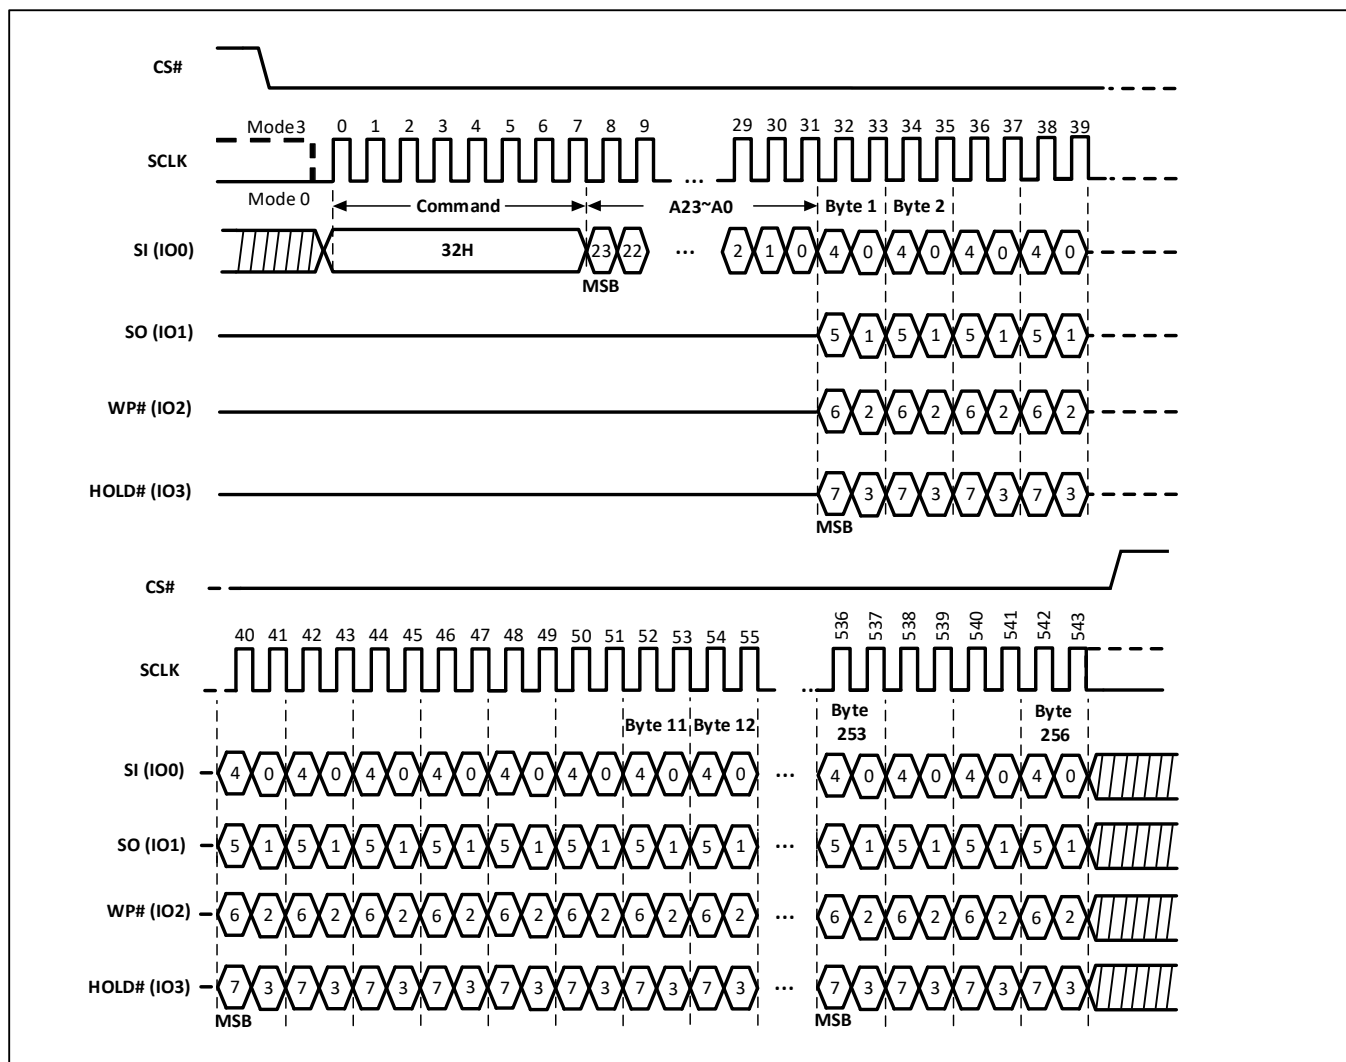 CS#
Mode3 0 1 2 3 4 5 6 7 8 9 29 30 31 32 33 34 35 36 37 38 39
SCLK ...
Mode 0 Command A23~A0 Byte 1 Byte 2
SI (IO0) 32H 23 22 ... 2 1 0 4 0 4 0 4 0 4 0
MSB
SO (IO1) 5 1 5 1 5 1 5 1
WP# (IO2) 6 2 6 2 6 2 6 2
HOLD# (IO3) 7 3 7 3 7 3 7 3
MSB
CS#
40 41 42 43 44 45 46 47 48 49 50 51 52 53 54 55 536 537 538 539 540 541 542 543
SCLK ...
Byte 11 Byte 12 Byte Byte
253 256
SI (IO0) 4 0 4 0 4 0 4 0 4 0 4 0 4 0 4 0 ... 4 0 4 0 4 0 4 0
SO (IO1) 5 1 5 1 5 1 5 1 5 1 5 1 5 1 5 1 ... 5 1 5 1 5 1 5 1
WP# (IO2) 6 2 6 2 6 2 6 2 6 2 6 2 6 2 6 2 ... 6 2 6 2 6 2 6 2
HOLD# (IO3) 7 3 7 3 7 3 7 3 7 3 7 3 7 3 7 3 ... 7 3 7 3 7 3 7 3
MSB MSB